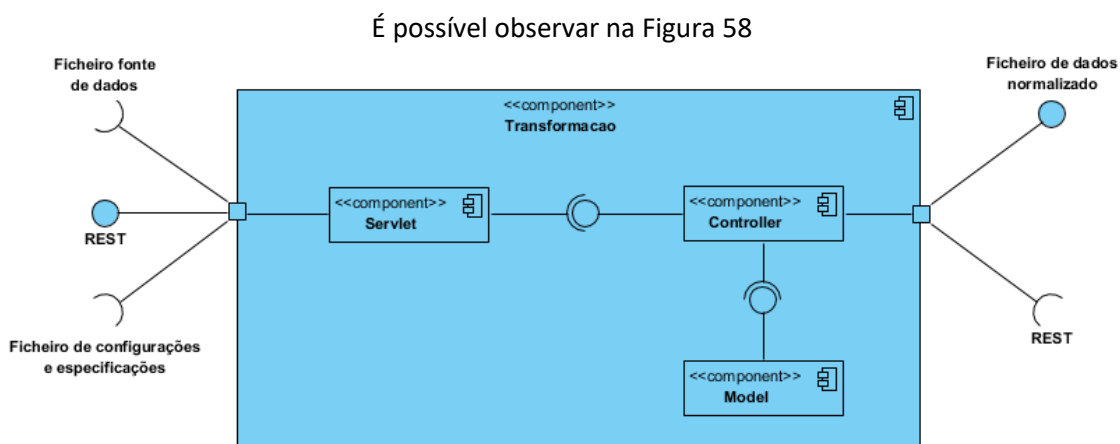 É possível observar na Figura 58
Ficheiro fonte
de dados
REST
Ficheiro de configurações
e especificações
<<component>>
Transformacao
<<component>>
Servlet
<<component>>
Controller
<<component>>
Model
Ficheiro de dados
normalizado
REST